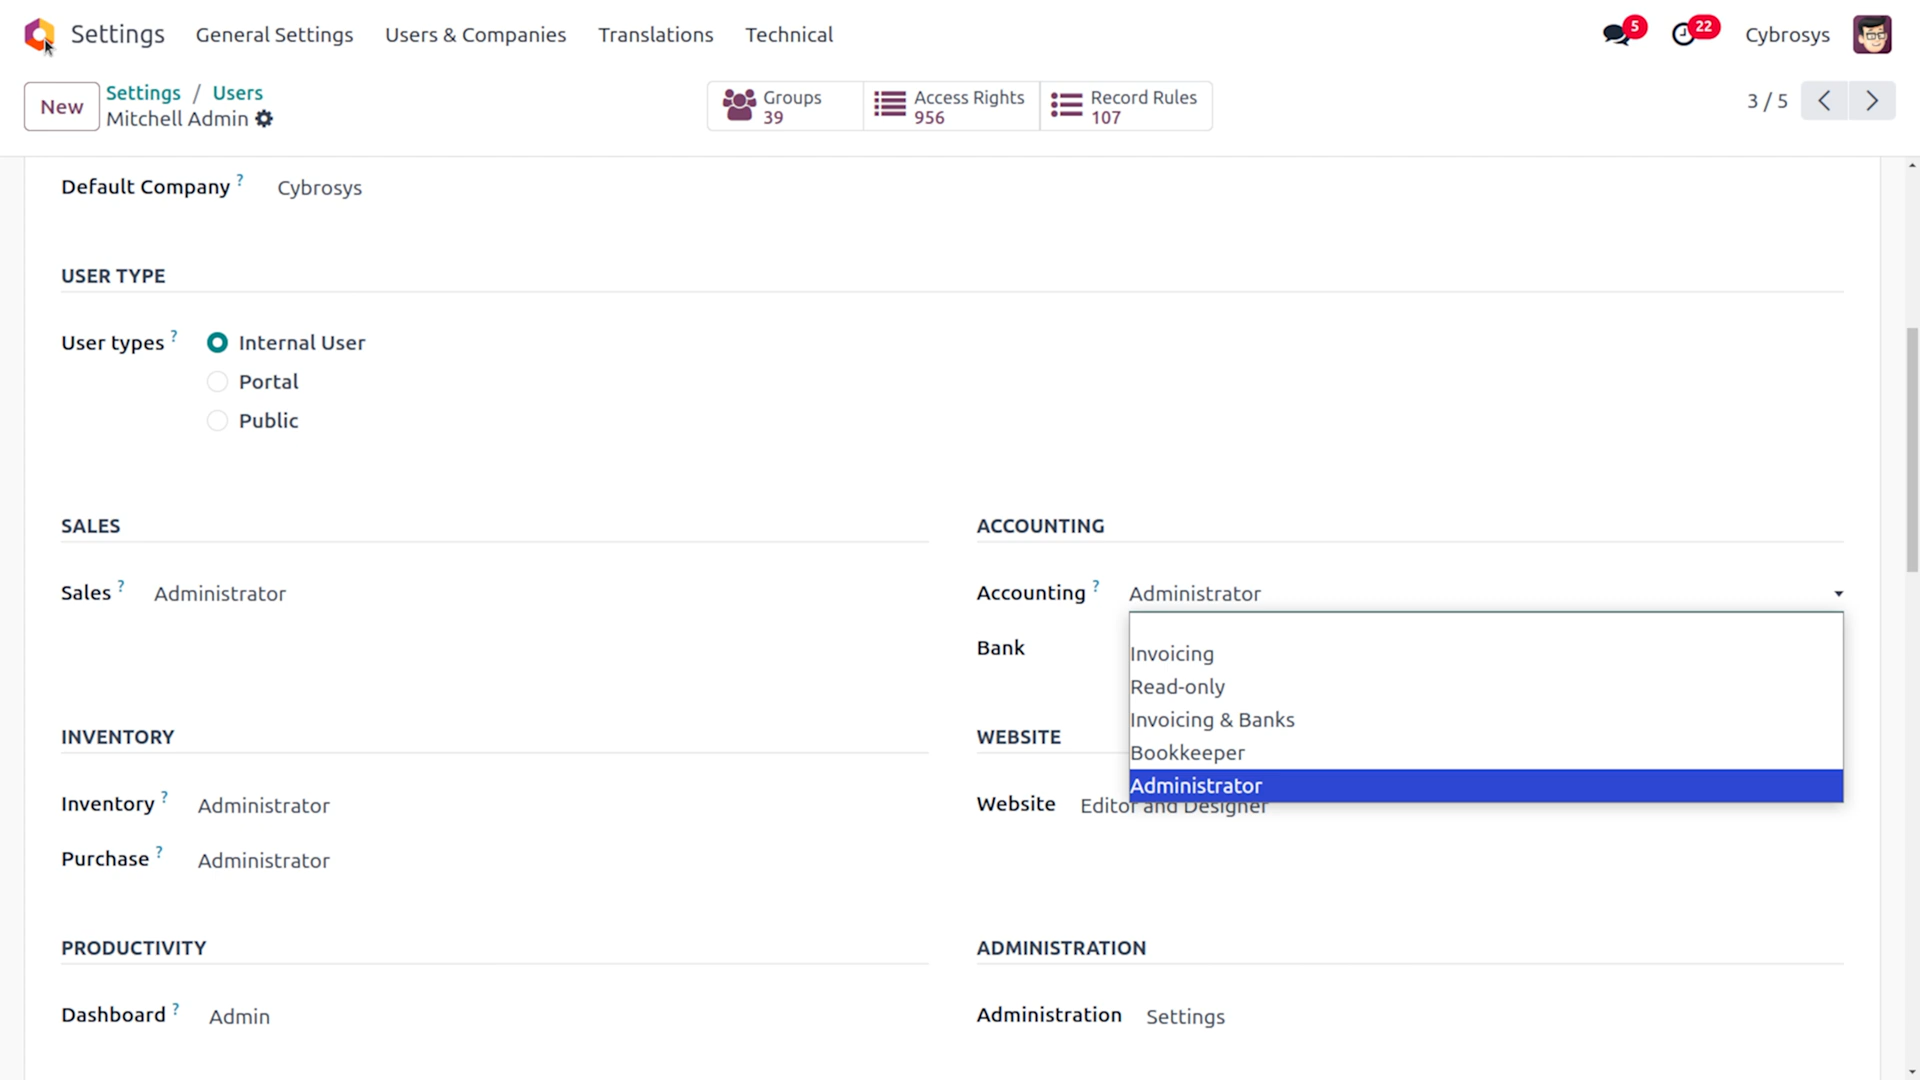 Settings General Settings Users & Companies Translations Technical 5 22 Cybrosys
New Settings / Users
Mitchell Admin
Groups
39
Access Rights
956
Record Rules
107
3 / 5
Default Company ? Cybrosys
USER TYPE
User types ? Internal User
Portal
Public
SALES
Sales ? Administrator
ACCOUNTING
Accounting ? Administrator
Bank
Invoicing
Read-only
Invoicing & Banks
Bookkeeper
Administrator
INVENTORY
Inventory ? Administrator
Purchase ? Administrator
WEBSITE
Website Editor and Designer
PRODUCTIVITY
Dashboard ? Admin
ADMINISTRATION
Administration Settings